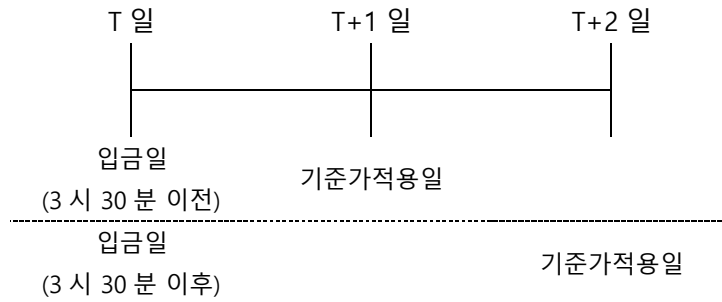 T 일 T+1 일 T+2 일
입금일
(3 시 30 분 이전)
기준가적용일
입금일
(3 시 30 분 이후)
기준가적용일